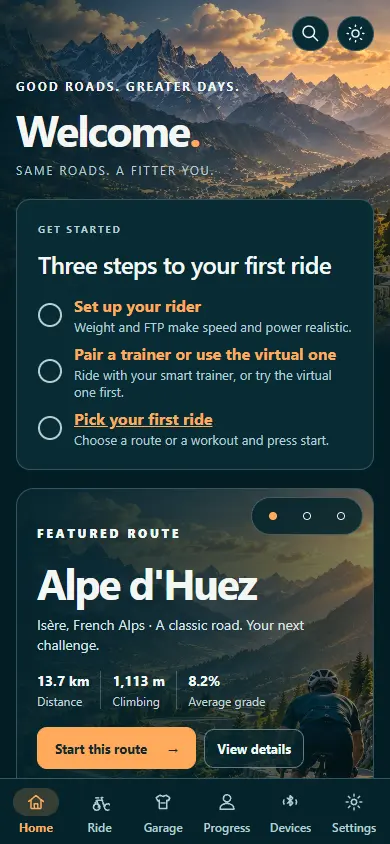 GOOD ROADS. GREATER DAYS.
Welcome.
SAME ROADS. A FITTER YOU.
GET STARTED
Three steps to your first ride
Set up your rider
Weight and FTP make speed and power realistic.
Pair a trainer or use the virtual one
Ride with your smart trainer, or try the virtual
one first.
Pick your first ride
Choose a route or a workout and press start.
FEATURED ROUTE
Alpe d'Huez
Isère, French Alps · A classic road. Your next
challenge.
13.7 km 1,113 m 8.2%
Distance Climbing Average grade
Start this route → View details
Home Ride Garage Progress Devices Settings